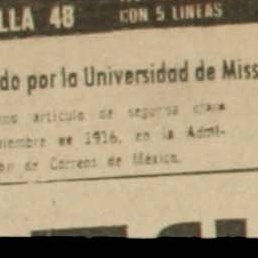 LLA 48
CON 5 LINEAS
do por la Universidad de Miss
mo artículo de segunda clase
iembre de 1916, en la Admi-
de Correos de México.